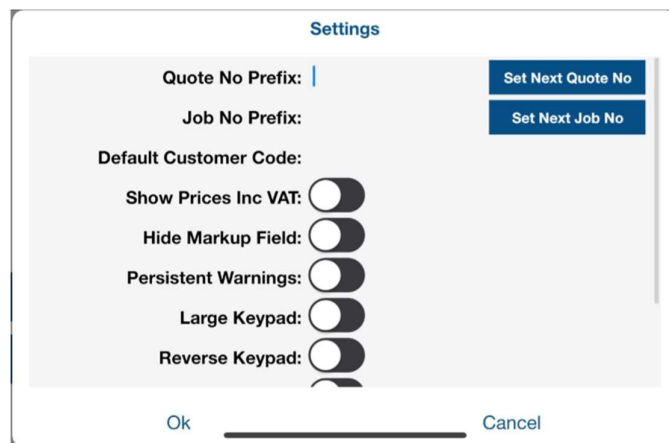 Settings
Quote No Prefix: Set Next Quote No
Job No Prefix: Set Next Job No
Default Customer Code:
Show Prices Inc VAT:
Hide Markup Field:
Persistent Warnings:
Large Keypad:
Reverse Keypad:
Ok Cancel